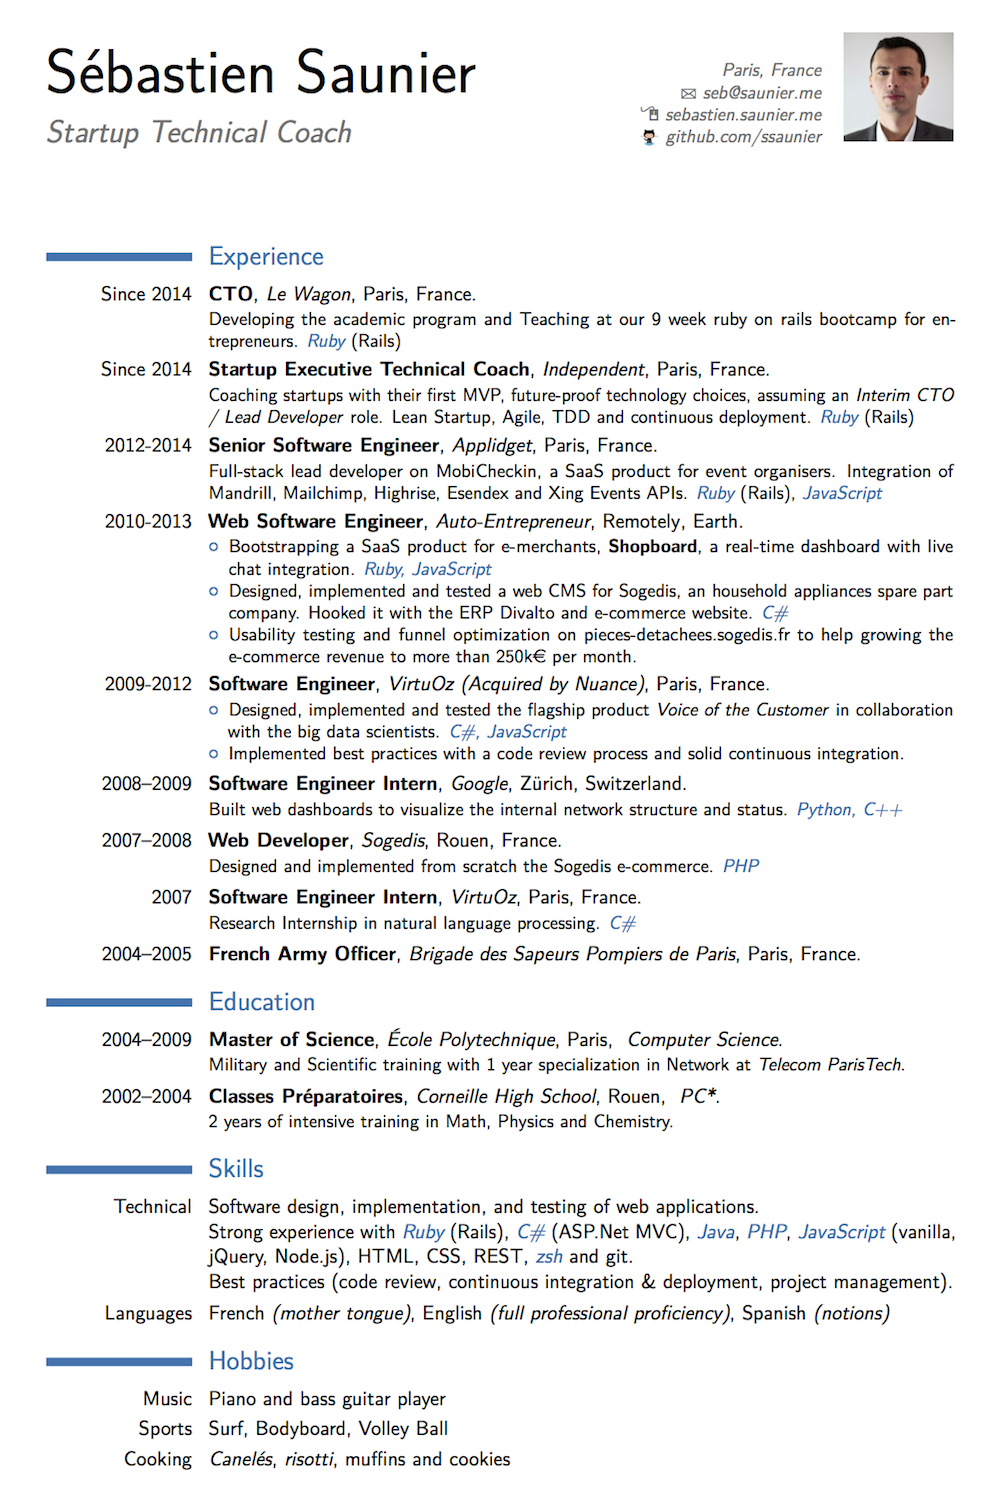 Sébastien Saunier
Startup Technical Coach
Paris, France
seb@saunier.me
sebastien.saunier.me
github.com/ssaunier
Experience
Since 2014 CTO, Le Wagon, Paris, France.
Developing the academic program and Teaching at our 9 week ruby on rails bootcamp for en-
trepreneurs. Ruby (Rails)
Since 2014 Startup Executive Technical Coach, Independent, Paris, France.
Coaching startups with their first MVP, future-proof technology choices, assuming an Interim CTO
/ Lead Developer role. Lean Startup, Agile, TDD and continuous deployment. Ruby (Rails)
2012-2014 Senior Software Engineer, Applidget, Paris, France.
Full-stack lead developer on MobiCheckin, a SaaS product for event organisers. Integration of
Mandrill, Mailchimp, Highrise, Esendex and Xing Events APIs. Ruby (Rails), JavaScript
2010-2013 Web Software Engineer, Auto-Entrepreneur, Remotely, Earth.
Bootstrapping a SaaS product for e-merchants, Shopboard, a real-time dashboard with live
chat integration. Ruby, JavaScript
Designed, implemented and tested a web CMS for Sogedis, an household appliances spare part
company. Hooked it with the ERP Divalto and e-commerce website. C#
Usability testing and funnel optimization on pieces-detachees.sogedis.fr to help growing the
e-commerce revenue to more than 250k€ per month.
2009-2012 Software Engineer, VirtuOz (Acquired by Nuance), Paris, France.
Designed, implemented and tested the flagship product Voice of the Customer in collaboration
with the big data scientists. C#, JavaScript
Implemented best practices with a code review process and solid continuous integration.
2008–2009 Software Engineer Intern, Google, Zürich, Switzerland.
Built web dashboards to visualize the internal network structure and status. Python, C++
2007–2008 Web Developer, Sogedis, Rouen, France.
Designed and implemented from scratch the Sogedis e-commerce. PHP
2007 Software Engineer Intern, VirtuOz, Paris, France.
Research Internship in natural language processing. C#
2004–2005 French Army Officer, Brigade des Sapeurs Pompiers de Paris, Paris, France.
Education
2004–2009 Master of Science, École Polytechnique, Paris, Computer Science.
Military and Scientific training with 1 year specialization in Network at Telecom ParisTech.
2002–2004 Classes Préparatoires, Corneille High School, Rouen, PC*.
2 years of intensive training in Math, Physics and Chemistry.
Skills
Technical Software design, implementation, and testing of web applications.
Strong experience with Ruby (Rails), C# (ASP.Net MVC), Java, PHP, JavaScript (vanilla,
jQuery, Node.js), HTML, CSS, REST, zsh and git.
Best practices (code review, continuous integration & deployment, project management).
Languages French (mother tongue), English (full professional proficiency), Spanish (notions)
Hobbies
Music Piano and bass guitar player
Sports Surf, Bodyboard, Volley Ball
Cooking Canelés, risotti, muffins and cookies